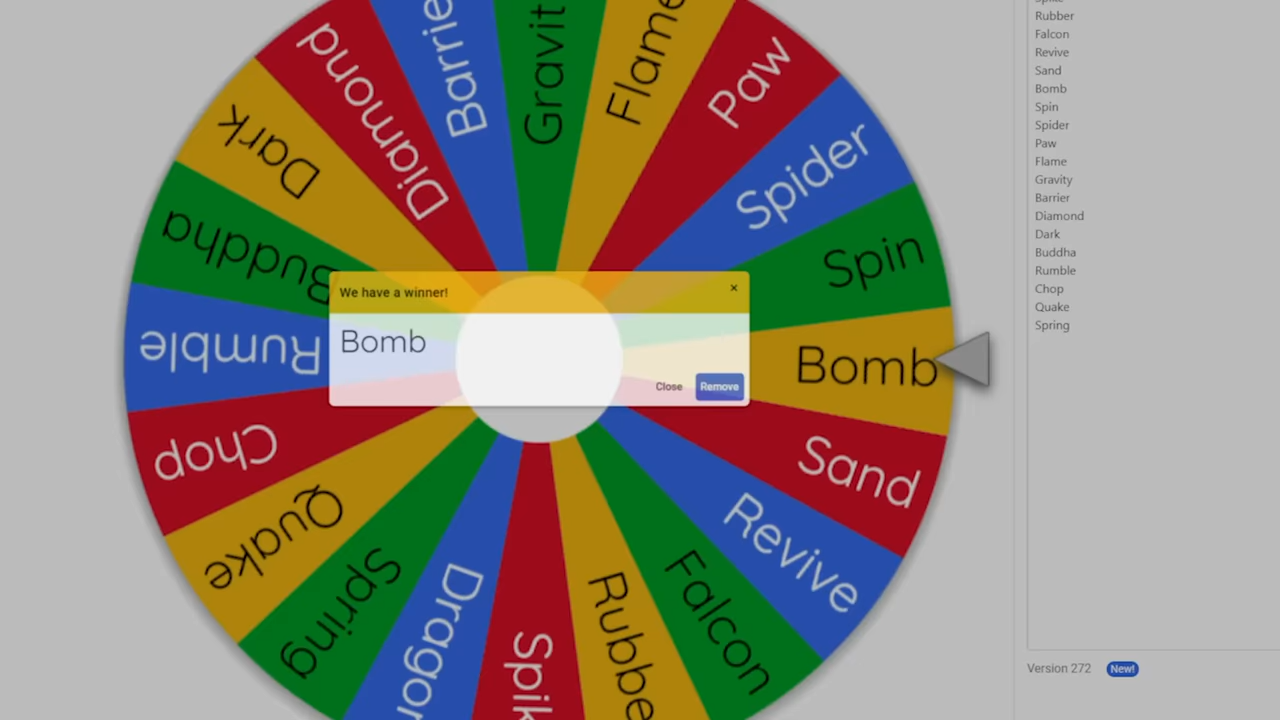 Barrie
Gravit
Flame
Paw
Diamond
Spider
Dark
Spin
Buddha
We have a winner!
×
Bomb
Close
Remove
Rumble
Bomb
Chop
Sand
Quake
Revive
Spring
Falcon
Dragon
Spik
Rubbe
Rubber
Falcon
Revive
Sand
Bomb
Spin
Spider
Paw
Flame
Gravity
Barrier
Diamond
Dark
Buddha
Rumble
Chop
Quake
Spring
Version 272
New!